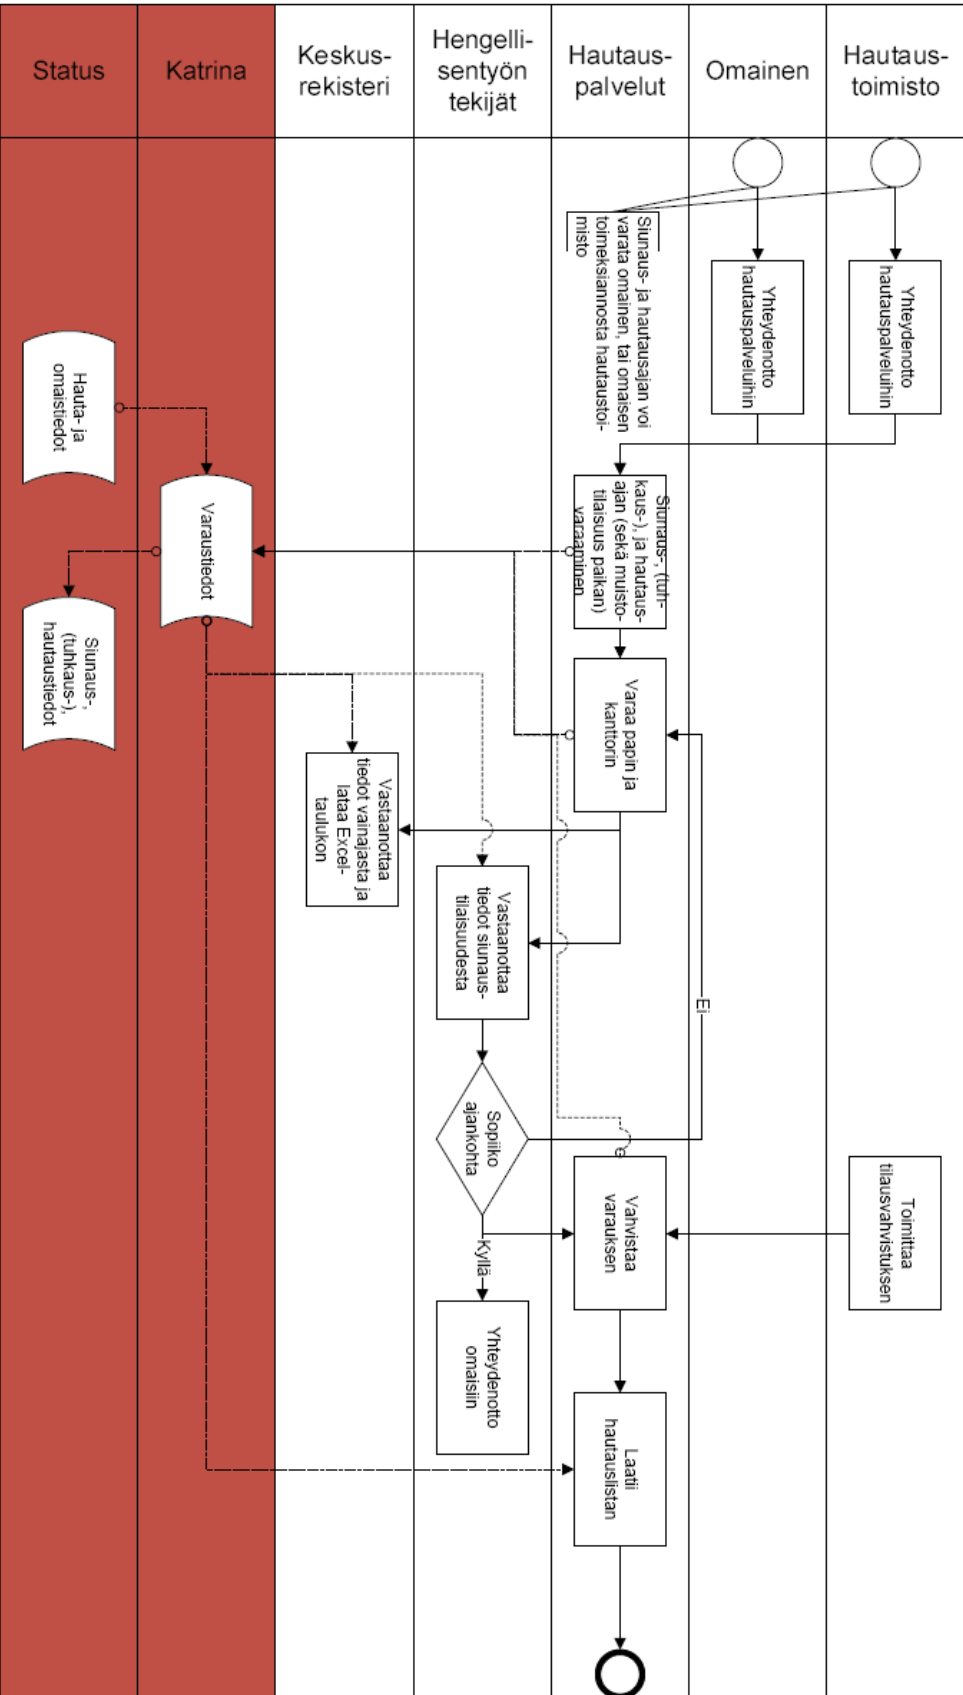 Status
Katrina
Keskus-
rekisteri
Hengelli-
sentyön
tekijät
Hautaus-
palvelut
Omainen
Hautaus-
toimisto
Siunaus- ja hautausajan voi
varata omainen, tai omaisen
toimeksiannosta hautaustoi-
misto
Yhteydenotto
hautauspalveluihin
Yhteydenotto
hautauspalveluihin
Hauta- ja
omaistiedot
Varaustiedot
Siunaus-, (tuh-
kaus-), ja hautaus-
ajan (sekä muisto-
tilaisuus paikan)
varaaminen
Siunaus-,
(tuhkaus-),
hautaustiedot
Varaa papin ja
kanttorin
Vastaanottaa
tiedot vainajasta ja
lataa Excel-
taulukon
Vastaanottaa
tiedot siunaus-
tilaisuudesta
Ei
Sopiiko
ajankohta
Kyllä
Vahvistaa
varauksen
Toimittaa
tilausvahvistuksen
Yhteydenotto
omaisiin
Laatii
hautauslistan